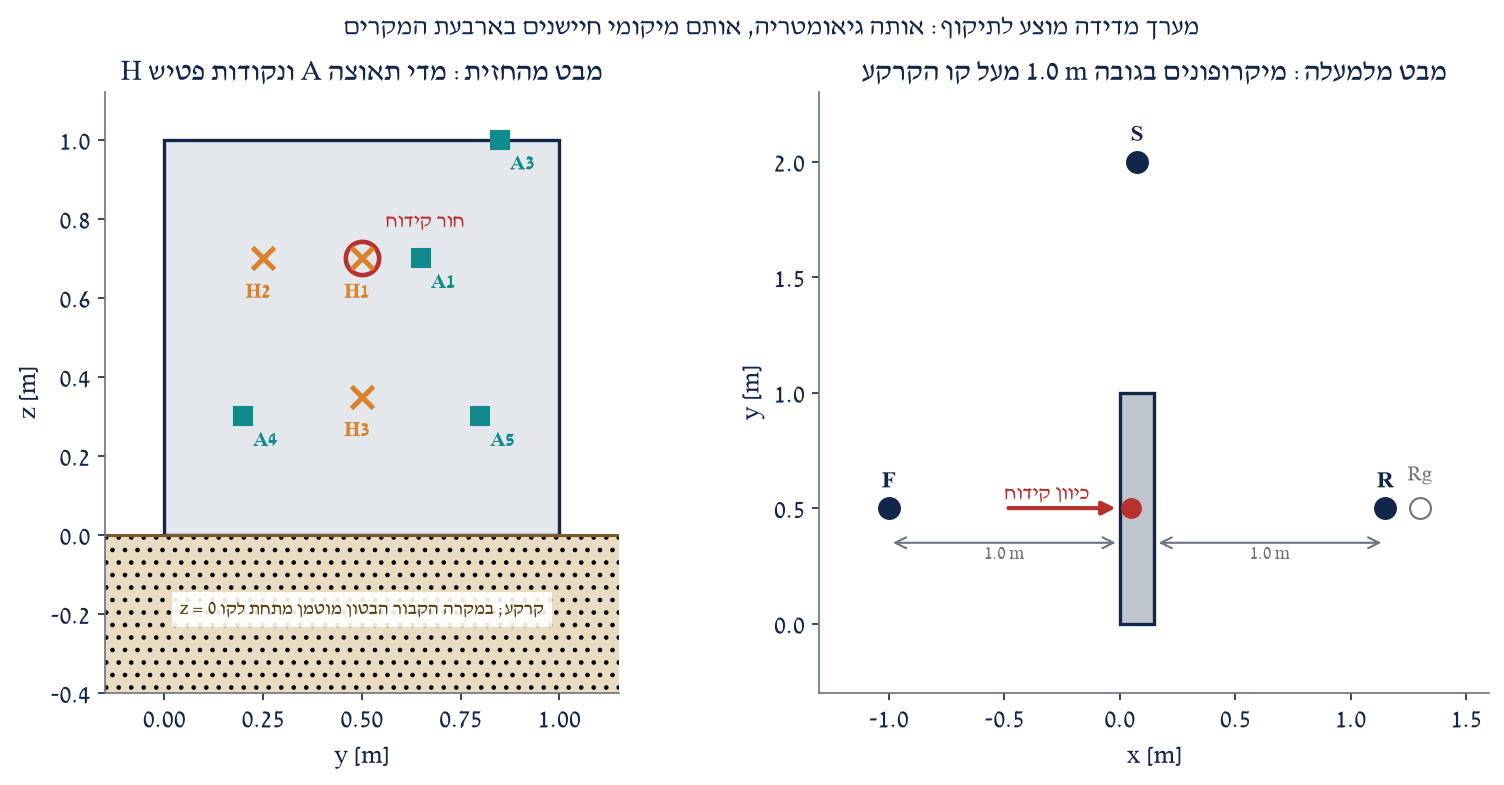 מערך מדידה מוצע לתיקוף: אותה גיאומטריה, אותם מיקומי חיישנים בארבעת המקרים
מבט מהחזית: מדי תאוצה A ונקודות פטיש H
z [m]
1.0
0.8
0.6
0.4
0.2
0.0
-0.2
-0.4
A3
חור קידוח
H2
H1
A1
H3
A4
A5
קרקע; במקרה הקבור הבטון מוטמן מתחת לקו z = 0
0.00 0.25 0.50 0.75 1.00
y [m]
מבט מלמעלה: מיקרופונים בגובה 1.0 m מעל קו הקרקע
y [m]
2.0
1.5
1.0
0.5
0.0
S
F
כיוון קידוח
R
Rg
1.0 m
1.0 m
-1.0 -0.5 0.0 0.5 1.0 1.5
x [m]